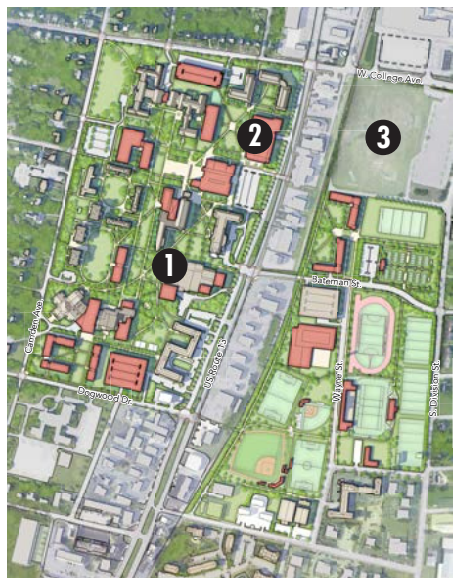 W. College Ave.
2
3
1
Bateman St.
Camden Ave.
US Route 13
Wayne St.
S. Division St.
Dogwood Dr.